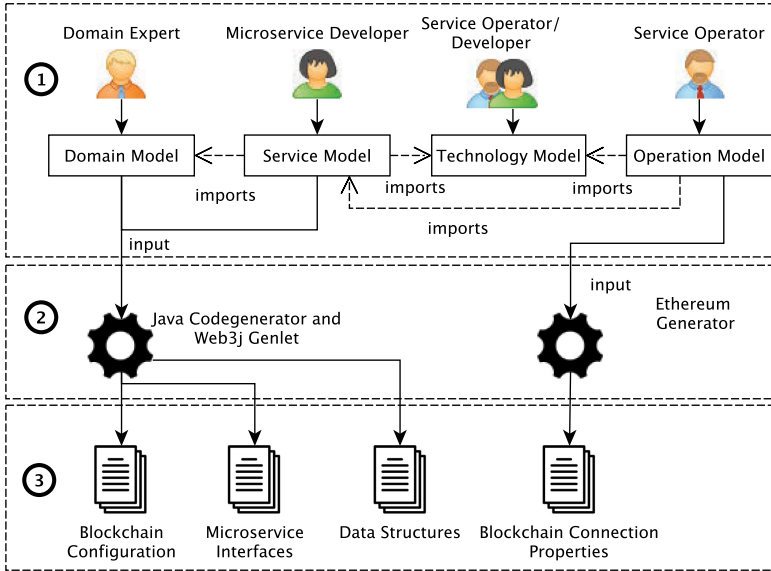 Domain Expert
Microservice Developer
Service Operator/
Developer
Service Operator
1
Domain Model
Service Model
Technology Model
Operation Model
imports
imports
imports
imports
input
2
Java Codegenerator and
Web3j Genlet
input
Ethereum
Generator
3
Blockchain
Configuration
Microservice
Interfaces
Data Structures
Blockchain Connection
Properties